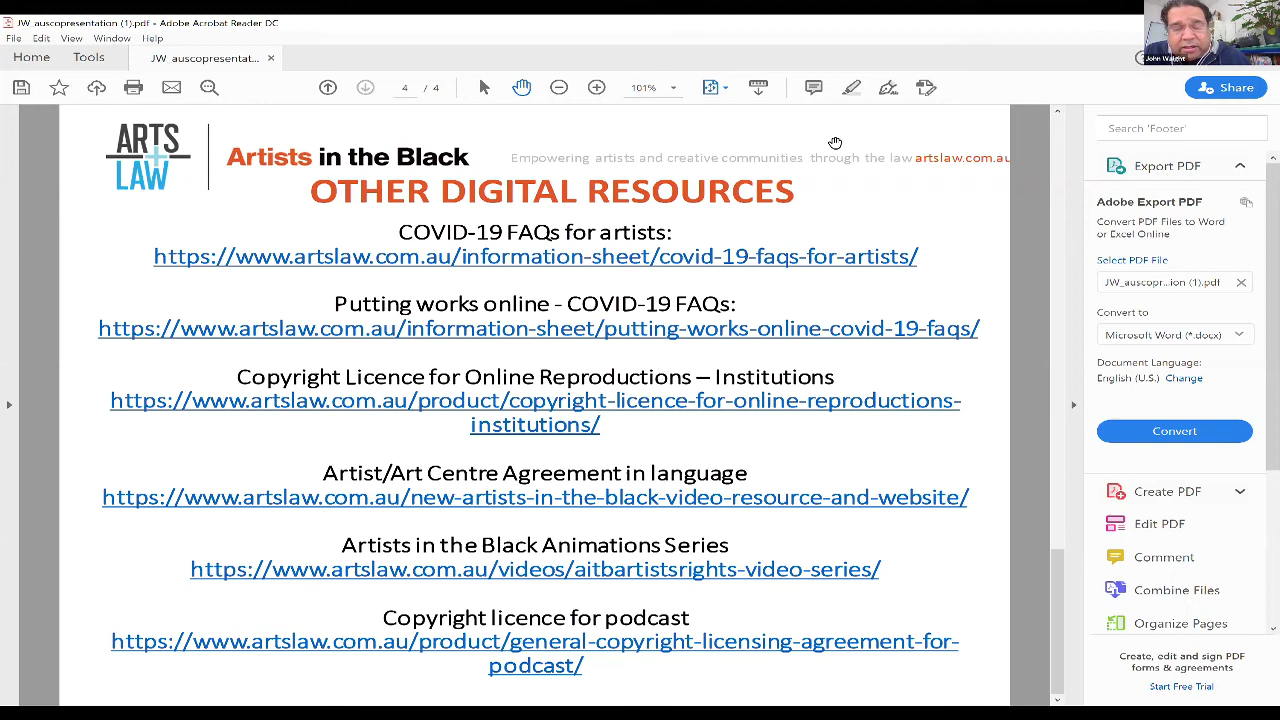 JW_auscopresentation (1).pdf - Adobe Acrobat Reader DC
File Edit View Window Help
Home Tools JW_auscopresentat... ×
4 / 4 101% Share
John Waight
ARTS
LAW
Artists in the Black
Empowering artists and creative communities through the law artslaw.com.au
OTHER DIGITAL RESOURCES
COVID-19 FAQs for artists:
https://www.artslaw.com.au/information-sheet/covid-19-faqs-for-artists/
Putting works online - COVID-19 FAQs:
https://www.artslaw.com.au/information-sheet/putting-works-online-covid-19-faqs/
Copyright Licence for Online Reproductions – Institutions
https://www.artslaw.com.au/product/copyright-licence-for-online-reproductions-
institutions/
Artist/Art Centre Agreement in language
https://www.artslaw.com.au/new-artists-in-the-black-video-resource-and-website/
Artists in the Black Animations Series
https://www.artslaw.com.au/videos/aitbartistsrights-video-series/
Copyright licence for podcast
https://www.artslaw.com.au/product/general-copyright-licensing-agreement-for-
podcast/
Search 'Footer'
Export PDF
Adobe Export PDF
Convert PDF Files to Word
or Excel Online
Select PDF File
JW_auscopr...ion (1).pdf
Convert to
Microsoft Word (*.docx)
Document Language:
English (U.S.) Change
Convert
Create PDF
Edit PDF
Comment
Combine Files
Organize Pages
Create, edit and sign PDF
forms & agreements
Start Free Trial